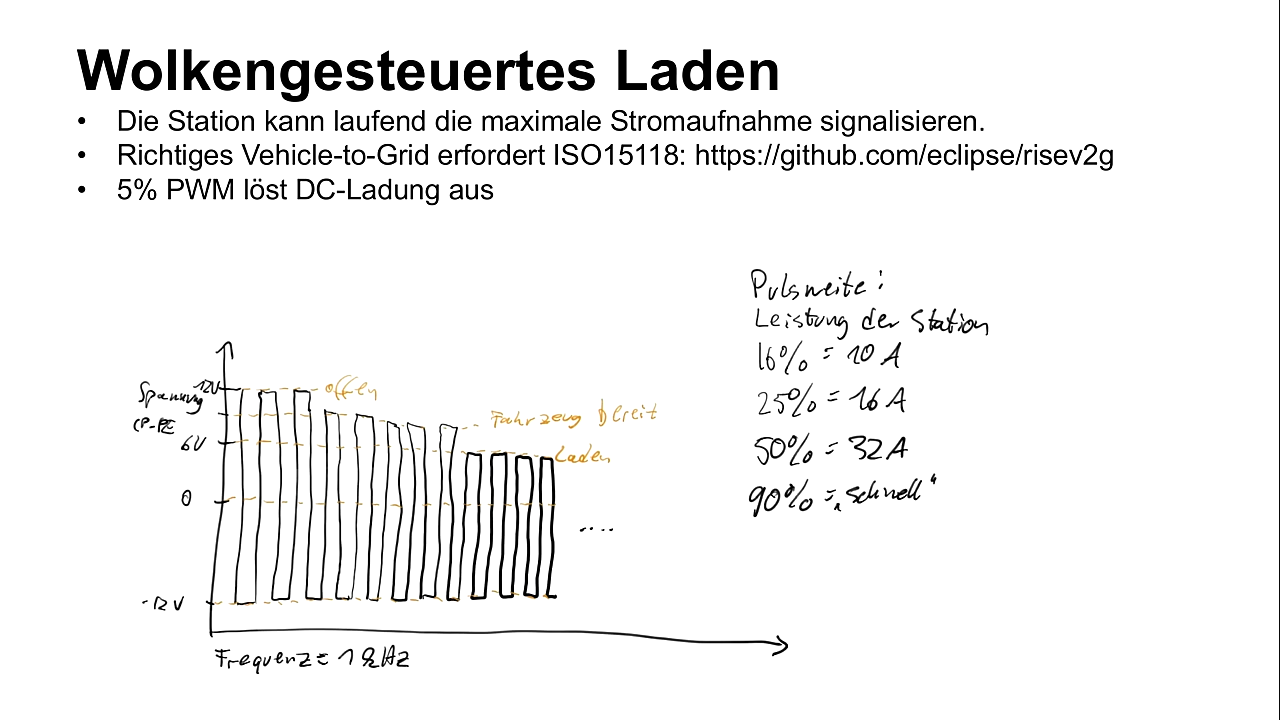 Wolkengesteuertes Laden
• Die Station kann laufend die maximale Stromaufnahme signalisieren.
• Richtiges Vehicle-to-Grid erfordert ISO15118: https://github.com/eclipse/risev2g
• 5% PWM löst DC-Ladung aus
Pulsweite:
Leistung der Station
16% = 10 A
25% = 16 A
50% = 32 A
90% = „schnell“
Spannung
CP-PE
12V
6V
0
-12V
offen
Fahrzeug bereit
Laden
....
Frequenz = 1 kHz